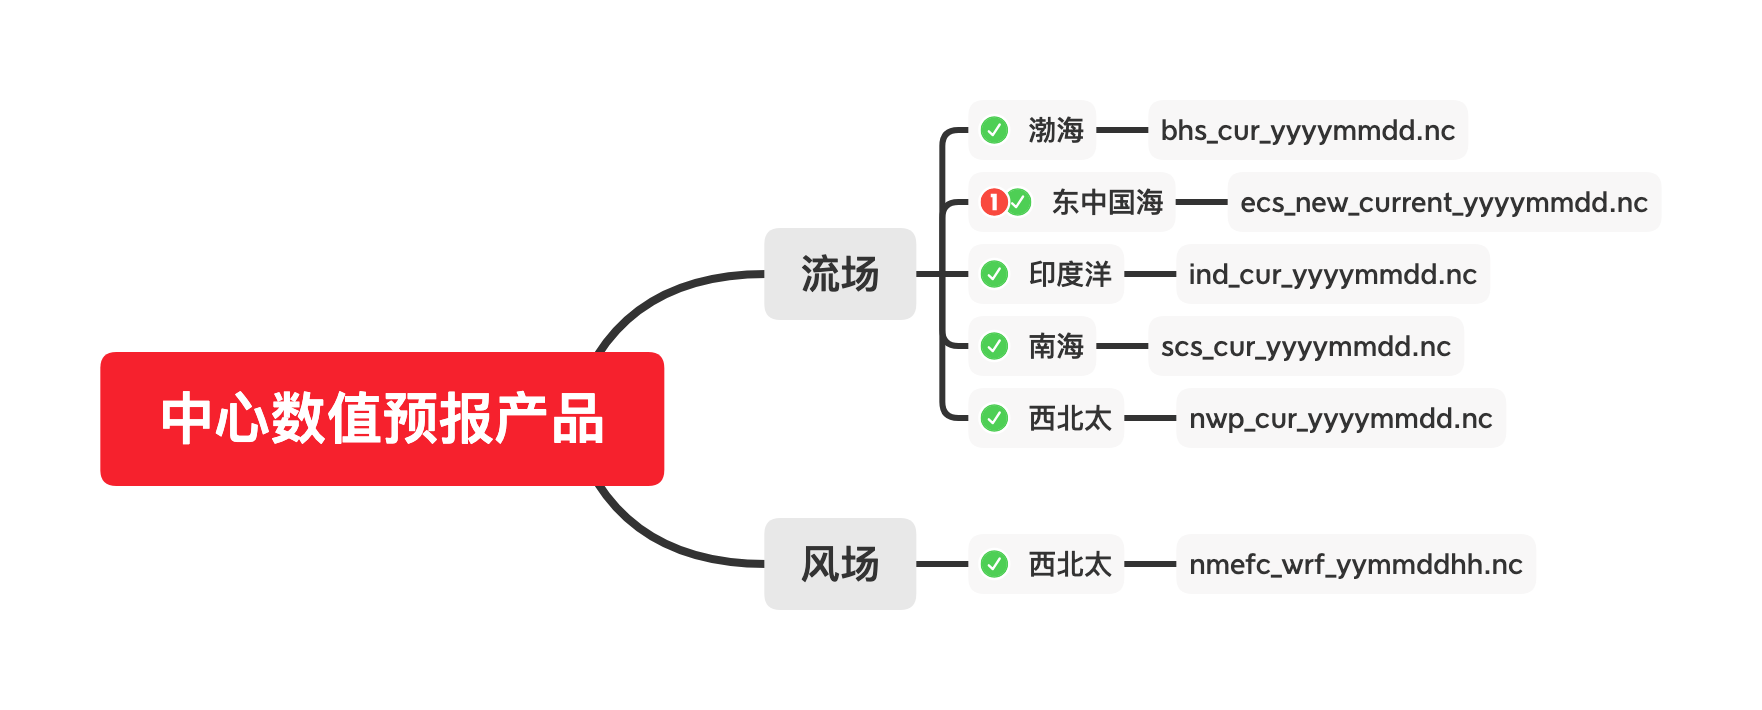 中心数值预报产品
流场
渤海
bhs_cur_yyyymmdd.nc
1
东中国海
ecs_new_current_yyyymmdd.nc
印度洋
ind_cur_yyyymmdd.nc
南海
scs_cur_yyyymmdd.nc
西北太
nwp_cur_yyyymmdd.nc
风场
西北太
nmefc_wrf_yymmddhh.nc